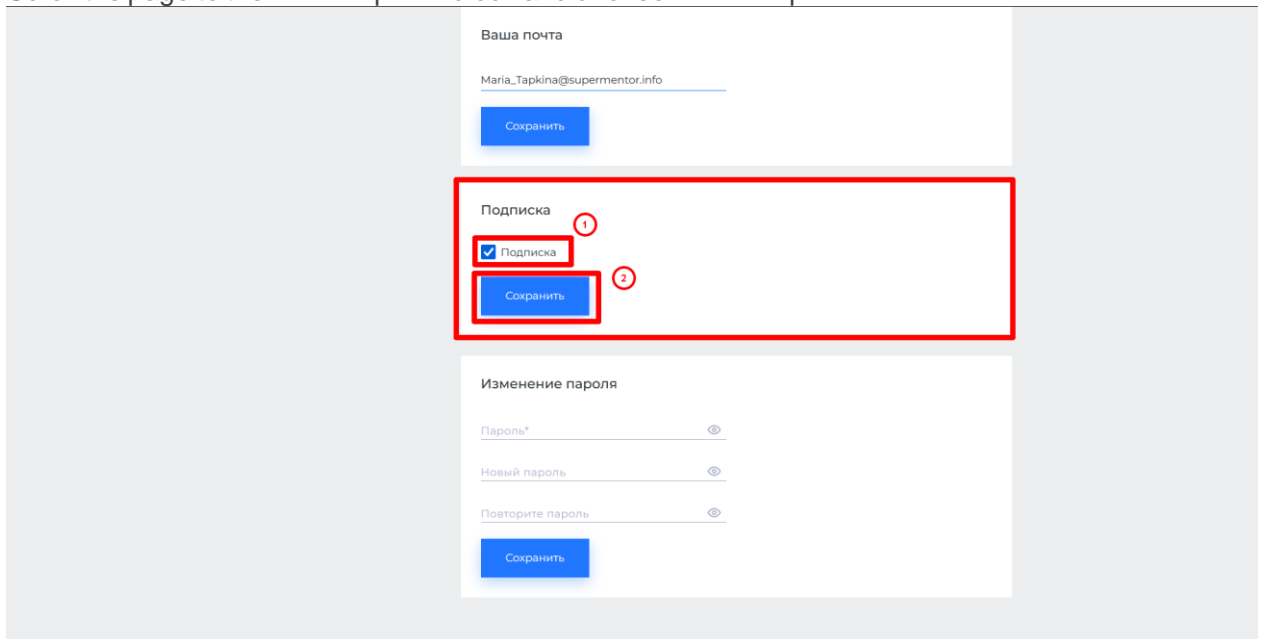 Ваша почта
Maria_Tapkina@supermentor.info
Сохранить
Подписка
1
Подписка
2
Сохранить
Изменение пароля
Пароль*
Новый пароль
Повторите пароль
Сохранить